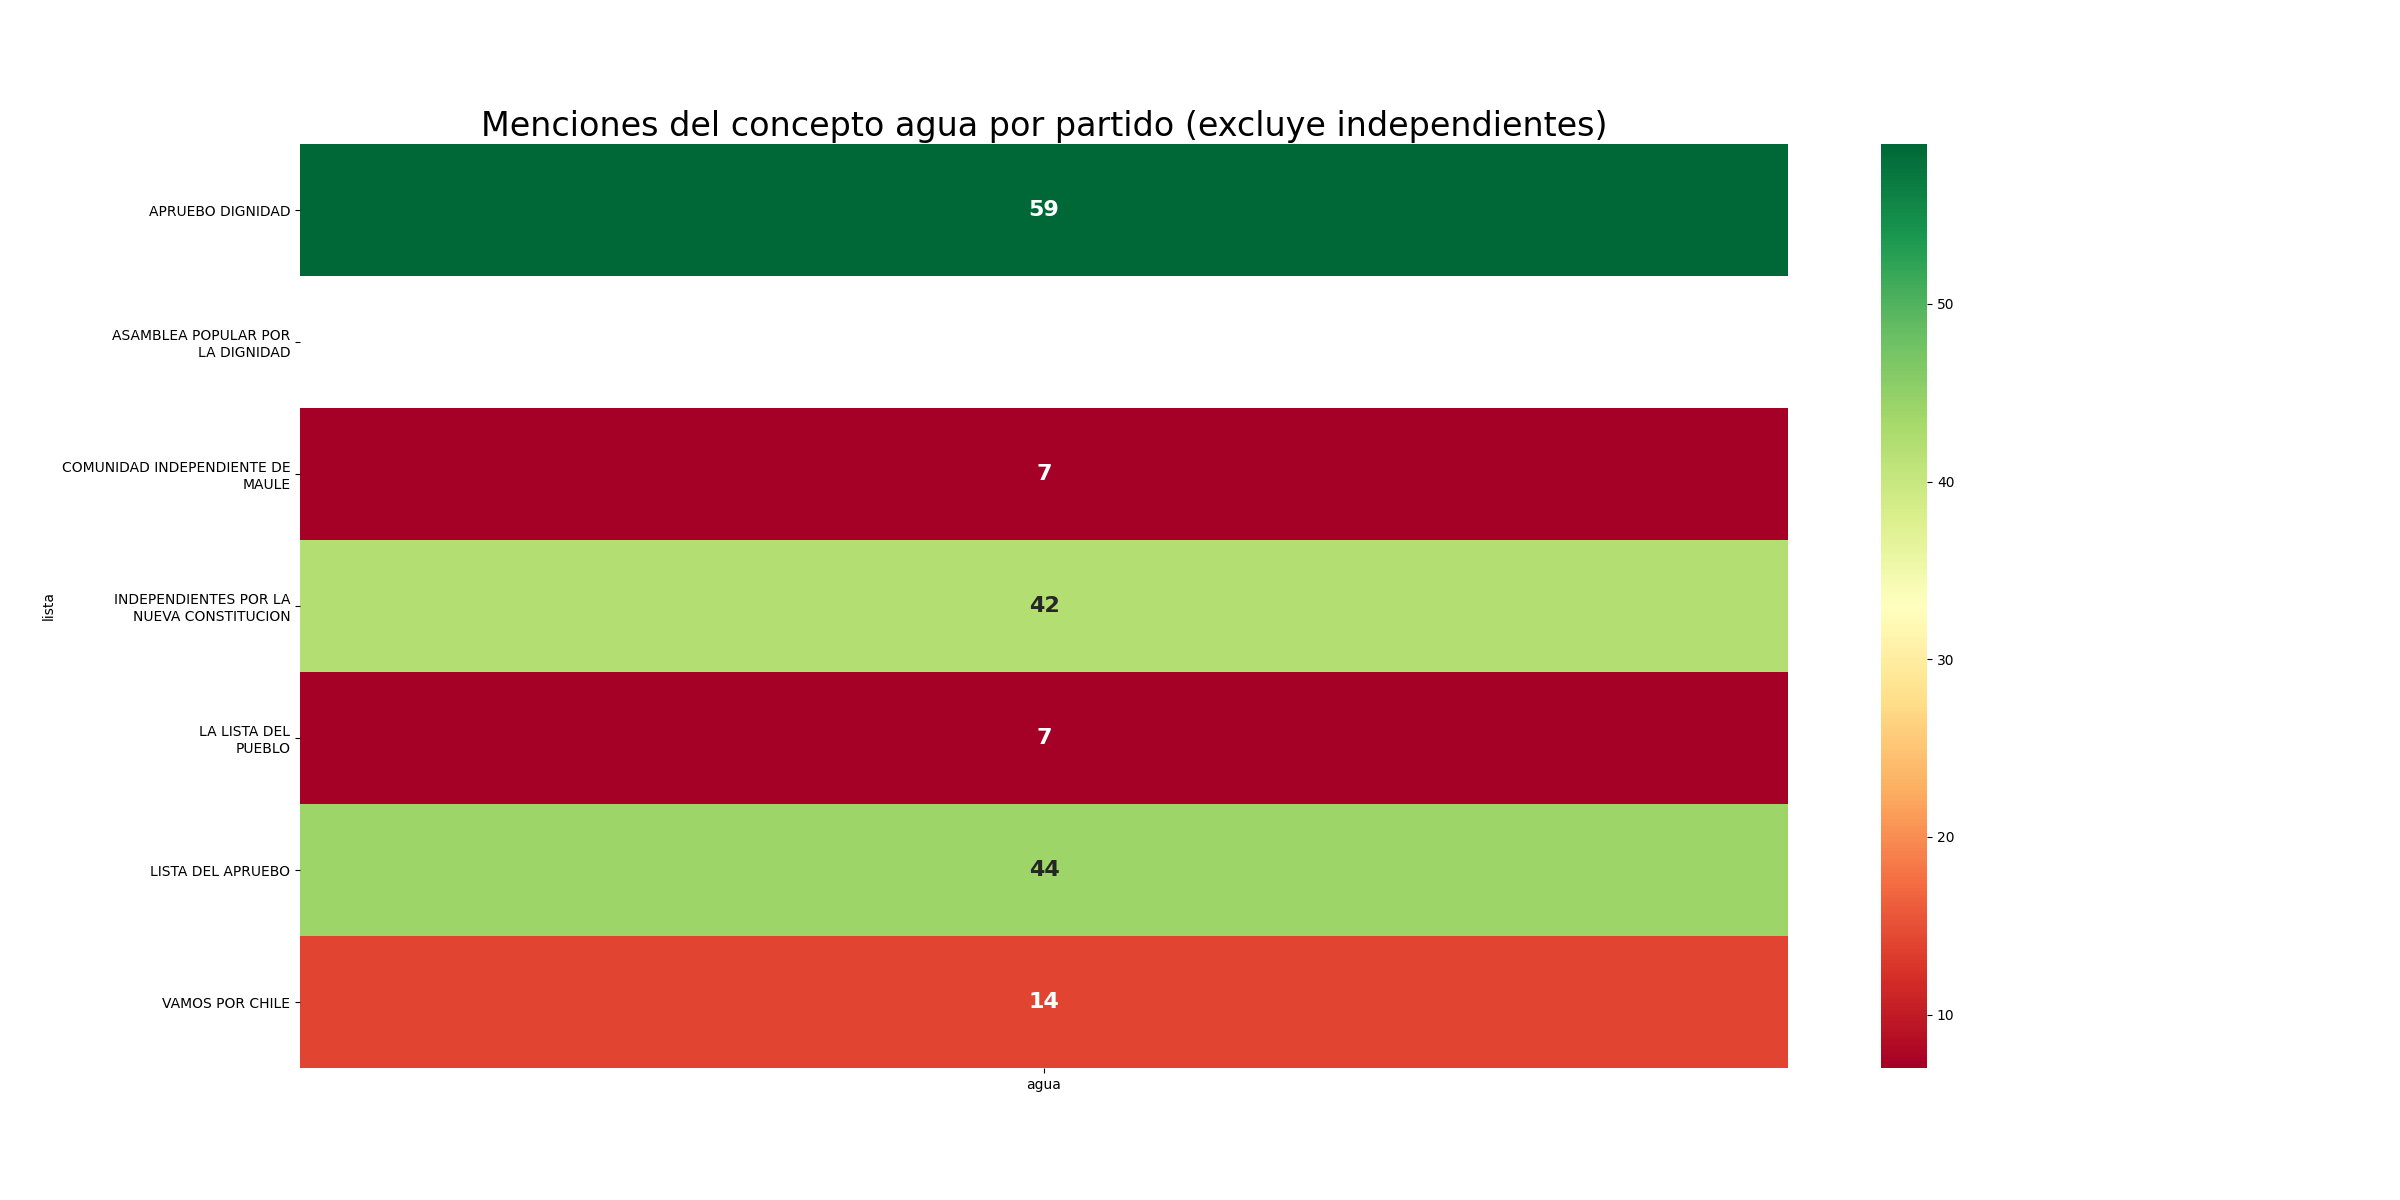 Menciones del concepto agua por partido (excluye independientes)
APRUEBO DIGNIDAD
59
ASAMBLEA POPULAR POR
LA DIGNIDAD
COMUNIDAD INDEPENDIENTE DE
MAULE
7
INDEPENDIENTES POR LA
NUEVA CONSTITUCION
42
LA LISTA DEL
PUEBLO
7
LISTA DEL APRUEBO
44
VAMOS POR CHILE
14
lista
agua
50
40
30
20
10